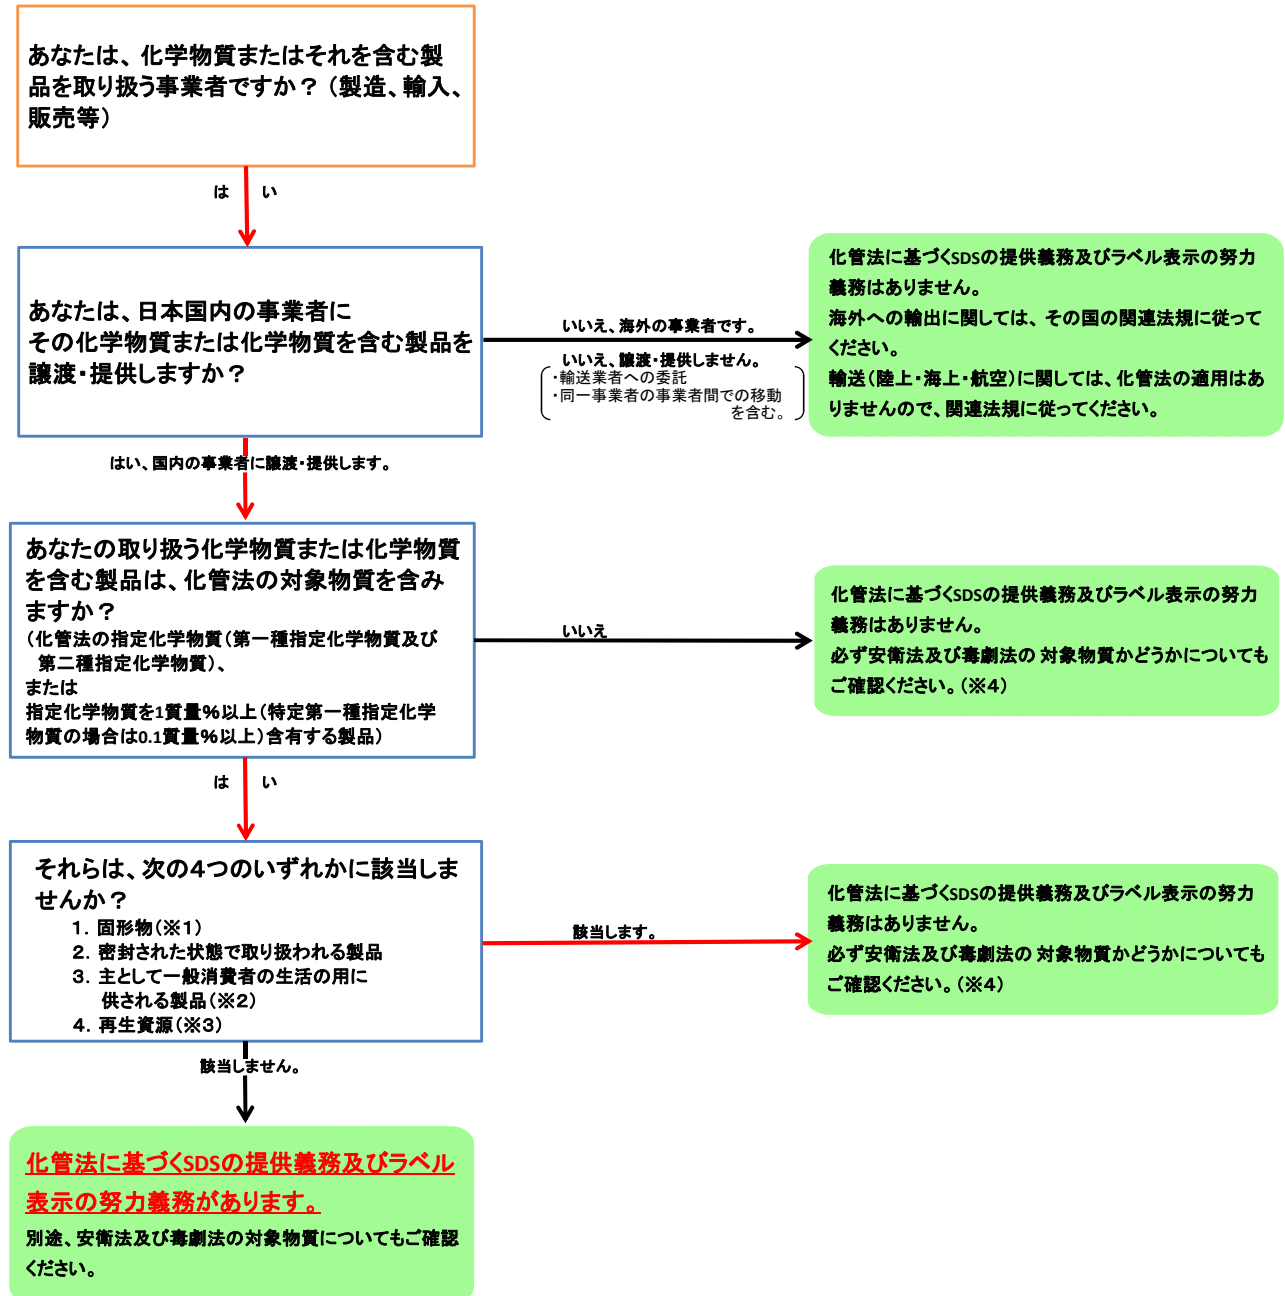 あなたは、化学物質またはそれを含む製
品を取り扱う事業者ですか？（製造、輸入、
販売等）
は　い
あなたは、日本国内の事業者に
その化学物質または化学物質を含む製品を
譲渡・提供しますか？
いいえ、海外の事業者です。
いいえ、譲渡・提供しません。
・輸送業者への委託
・同一事業者の事業者間での移動
を含む。
化管法に基づくSDSの提供義務及びラベル表示の努力
義務はありません。
海外への輸出に関しては、その国の関連法規に従って
ください。
輸送（陸上・海上・航空）に関しては、化管法の適用はあ
りませんので、関連法規に従ってください。
はい、国内の事業者に譲渡・提供します。
あなたの取り扱う化学物質または化学物質
を含む製品は、化管法の対象物質を含み
ますか？
（化管法の指定化学物質（第一種指定化学物質及び
第二種指定化学物質）、
または
指定化学物質を1質量％以上（特定第一種指定化学
物質の場合は0.1質量％以上）含有する製品）
いいえ
化管法に基づくSDSの提供義務及びラベル表示の努力
義務はありません。
必ず安衛法及び毒劇法の 対象物質かどうかについても
ご確認ください。（※４）
は　い
それらは、次の４つのいずれかに該当しま
せんか？
１．固形物（※１）
２．密封された状態で取り扱われる製品
３．主として一般消費者の生活の用に
供される製品（※２）
４．再生資源（※３）
該当します。
化管法に基づくSDSの提供義務及びラベル表示の努力
義務はありません。
必ず安衛法及び毒劇法の 対象物質かどうかについても
ご確認ください。（※４）
該当しません。
化管法に基づくSDSの提供義務及びラベル
表示の努力義務があります。
別途、安衛法及び毒劇法の対象物質についてもご確認
ください。